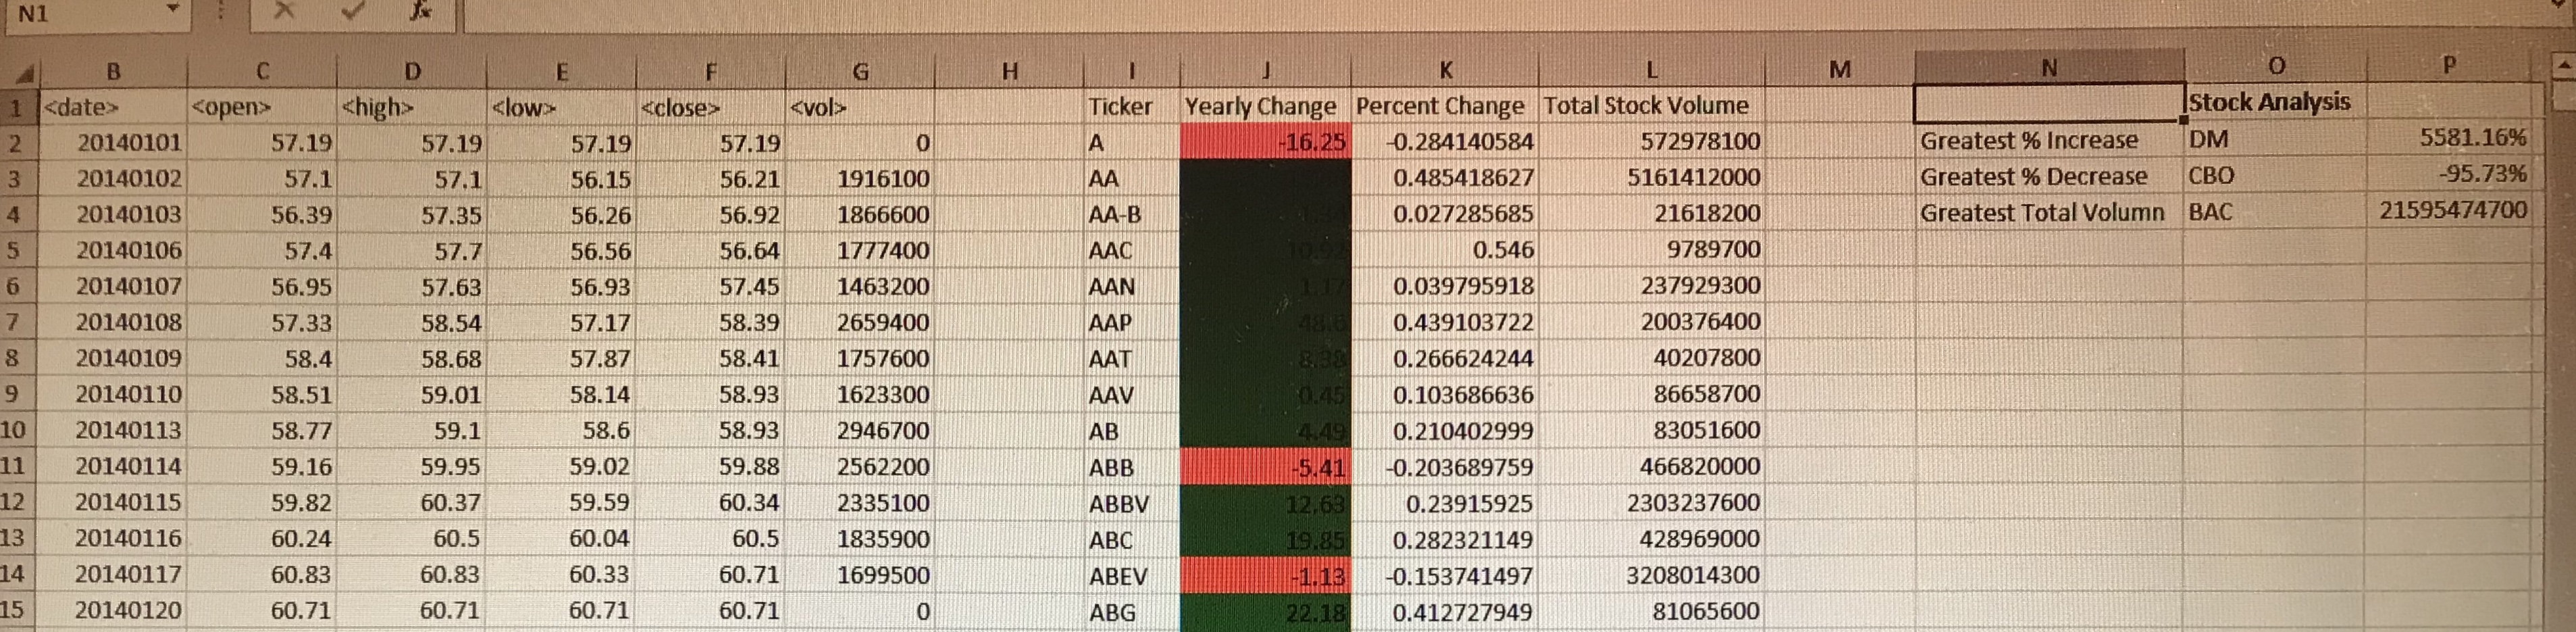 N1 fx
B C D E F G H I J K L M N O P
1 <date> <open> <high> <low> <close> <vol> Ticker Yearly Change Percent Change Total Stock Volume Stock Analysis
2 20140101 57.19 57.19 57.19 57.19 0 A -16.25 -0.284140584 572978100 Greatest % Increase DM 5581.16%
3 20140102 57.1 57.1 56.15 56.21 1916100 AA 0.485418627 5161412000 Greatest % Decrease CBO -95.73%
4 20140103 56.39 57.35 56.26 56.92 1866600 AA-B 0.027285685 21618200 Greatest Total Volumn BAC 21595474700
5 20140106 57.4 57.7 56.56 56.64 1777400 AAC 10.92 0.546 9789700
6 20140107 56.95 57.63 56.93 57.45 1463200 AAN 1.17 0.039795918 237929300
7 20140108 57.33 58.54 57.17 58.39 2659400 AAP 48.6 0.439103722 200376400
8 20140109 58.4 58.68 57.87 58.41 1757600 AAT 8.38 0.266624244 40207800
9 20140110 58.51 59.01 58.14 58.93 1623300 AAV 0.45 0.103686636 86658700
10 20140113 58.77 59.1 58.6 58.93 2946700 AB 4.49 0.210402999 83051600
11 20140114 59.16 59.95 59.02 59.88 2562200 ABB -5.41 -0.203689759 466820000
12 20140115 59.82 60.37 59.59 60.34 2335100 ABBV 12.63 0.23915925 2303237600
13 20140116 60.24 60.5 60.04 60.5 1835900 ABC 19.85 0.282321149 428969000
14 20140117 60.83 60.83 60.33 60.71 1699500 ABEV -1.13 -0.153741497 3208014300
15 20140120 60.71 60.71 60.71 60.71 0 ABG 22.18 0.412727949 81065600